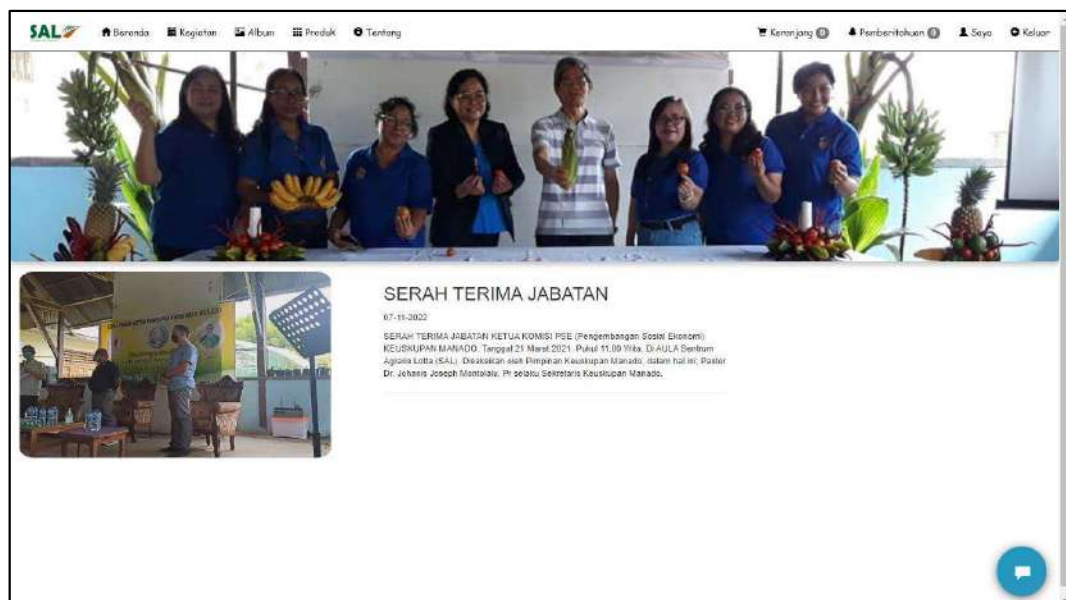 SAL
Beranda Kegiatan Album Produk Tentang
Keranjang 0 Pemberitahuan 0 Saya Keluar
SERAH TERIMA JABATAN
07-11-2022
SERAH TERIMA JABATAN KETUA KOMISI PSE (Pengembangan Sosial Ekonomi)
KEUSKUPAN MANADO. Tanggal 21 Maret 2021. Pukul 11.00 Wita. Di AULA Sentrum
Agraris Lotta (SAL). Disaksikan oleh Pimpinan Keuskupan Manado, dalam hal ini; Pastor
Dr. Johanis Joseph Montolalu, Pr selaku Sekretaris Keuskupan Manado.